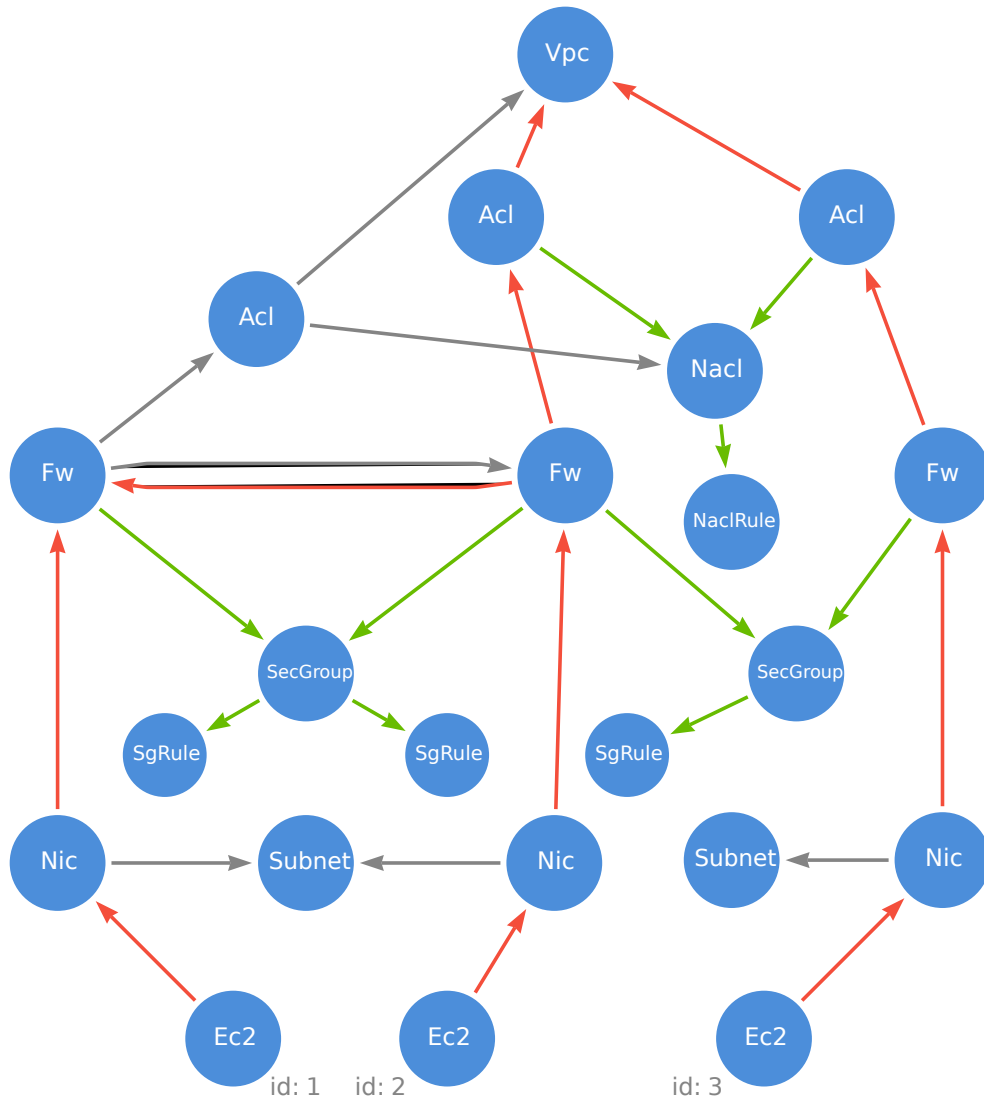 Vpc
Acl
Acl
Acl
Nacl
Fw
Fw
Fw
NaclRule
SecGroup
SecGroup
SgRule
SgRule
SgRule
Nic
Subnet
Nic
Subnet
Nic
Ec2
Ec2
Ec2
id: 1
id: 2
id: 3